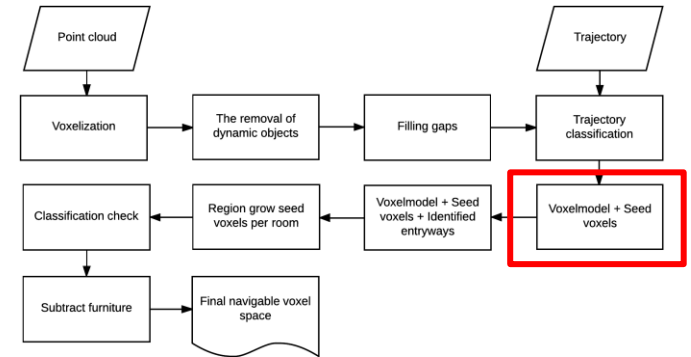 Point cloud
Trajectory
Voxelization
The removal of
dynamic objects
Filling gaps
Trajectory
classification
Classification check
Region grow seed
voxels per room
Voxelmodel + Seed
voxels + Identified
entryways
Voxelmodel + Seed
voxels
Subtract furniture
Final navigable voxel
space